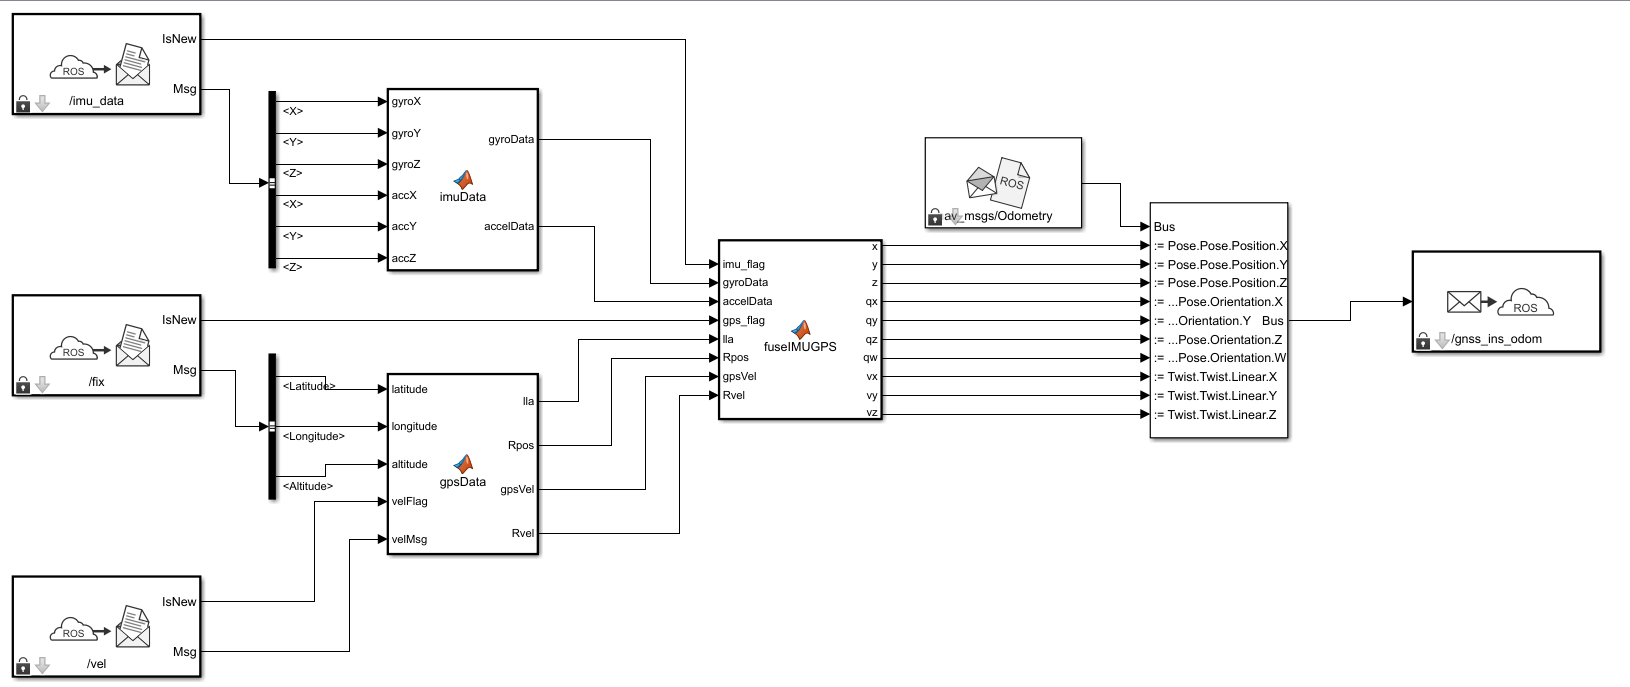 IsNew
ROS
Msg
/imu_data
<X>
<Y>
<Z>
<X>
<Y>
<Z>
gyroX
gyroY
gyroZ
accX
accY
accZ
gyroData
accelData
imuData
IsNew
ROS
Msg
/fix
<Latitude>
<Longitude>
<Altitude>
latitude
longitude
altitude
velFlag
velMsg
lla
Rpos
gpsVel
Rvel
gpsData
IsNew
ROS
Msg
/vel
imu_flag
gyroData
accelData
gps_flag
lla
Rpos
gpsVel
Rvel
fuseIMUGPS
x
y
z
qx
qy
qz
qw
vx
vy
vz
ROS
av_msgs/Odometry
Bus
:= Pose.Pose.Position.X
:= Pose.Pose.Position.Y
:= Pose.Pose.Position.Z
:= ...Pose.Orientation.X
:= ...Orientation.Y Bus
:= ...Pose.Orientation.Z
:= ...Pose.Orientation.W
:= Twist.Twist.Linear.X
:= Twist.Twist.Linear.Y
:= Twist.Twist.Linear.Z
ROS
/gnss_ins_odom